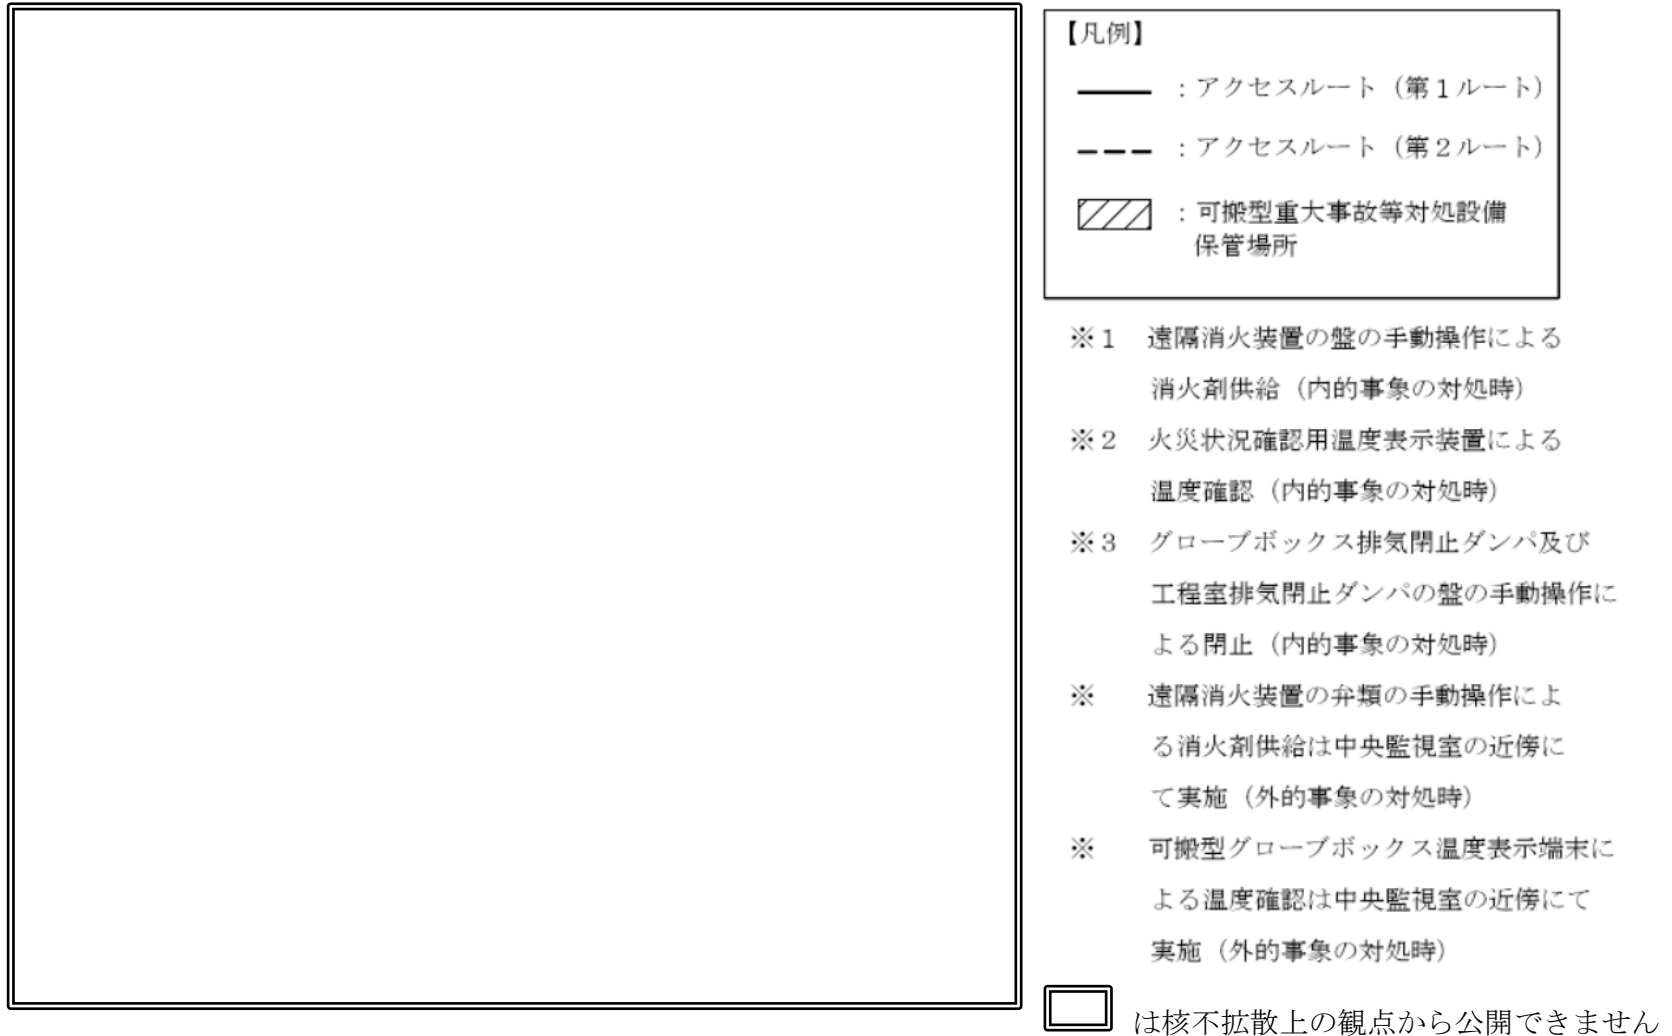 【凡例】
：アクセスルート（第１ルート）
：アクセスルート（第２ルート）
：可搬型重大事故等対処設備
保管場所
※１　遠隔消火装置の盤の手動操作による
消火剤供給（内的事象の対処時）
※２　火災状況確認用温度表示装置による
温度確認（内的事象の対処時）
※３　グローブボックス排気閉止ダンパ及び
工程室排気閉止ダンパの盤の手動操作に
よる閉止（内的事象の対処時）
※　遠隔消火装置の弁類の手動操作によ
る消火剤供給は中央監視室の近傍に
て実施（外的事象の対処時）
※　可搬型グローブボックス温度表示端末に
よる温度確認は中央監視室の近傍にて
実施（外的事象の対処時）
は核不拡散上の観点から公開できません